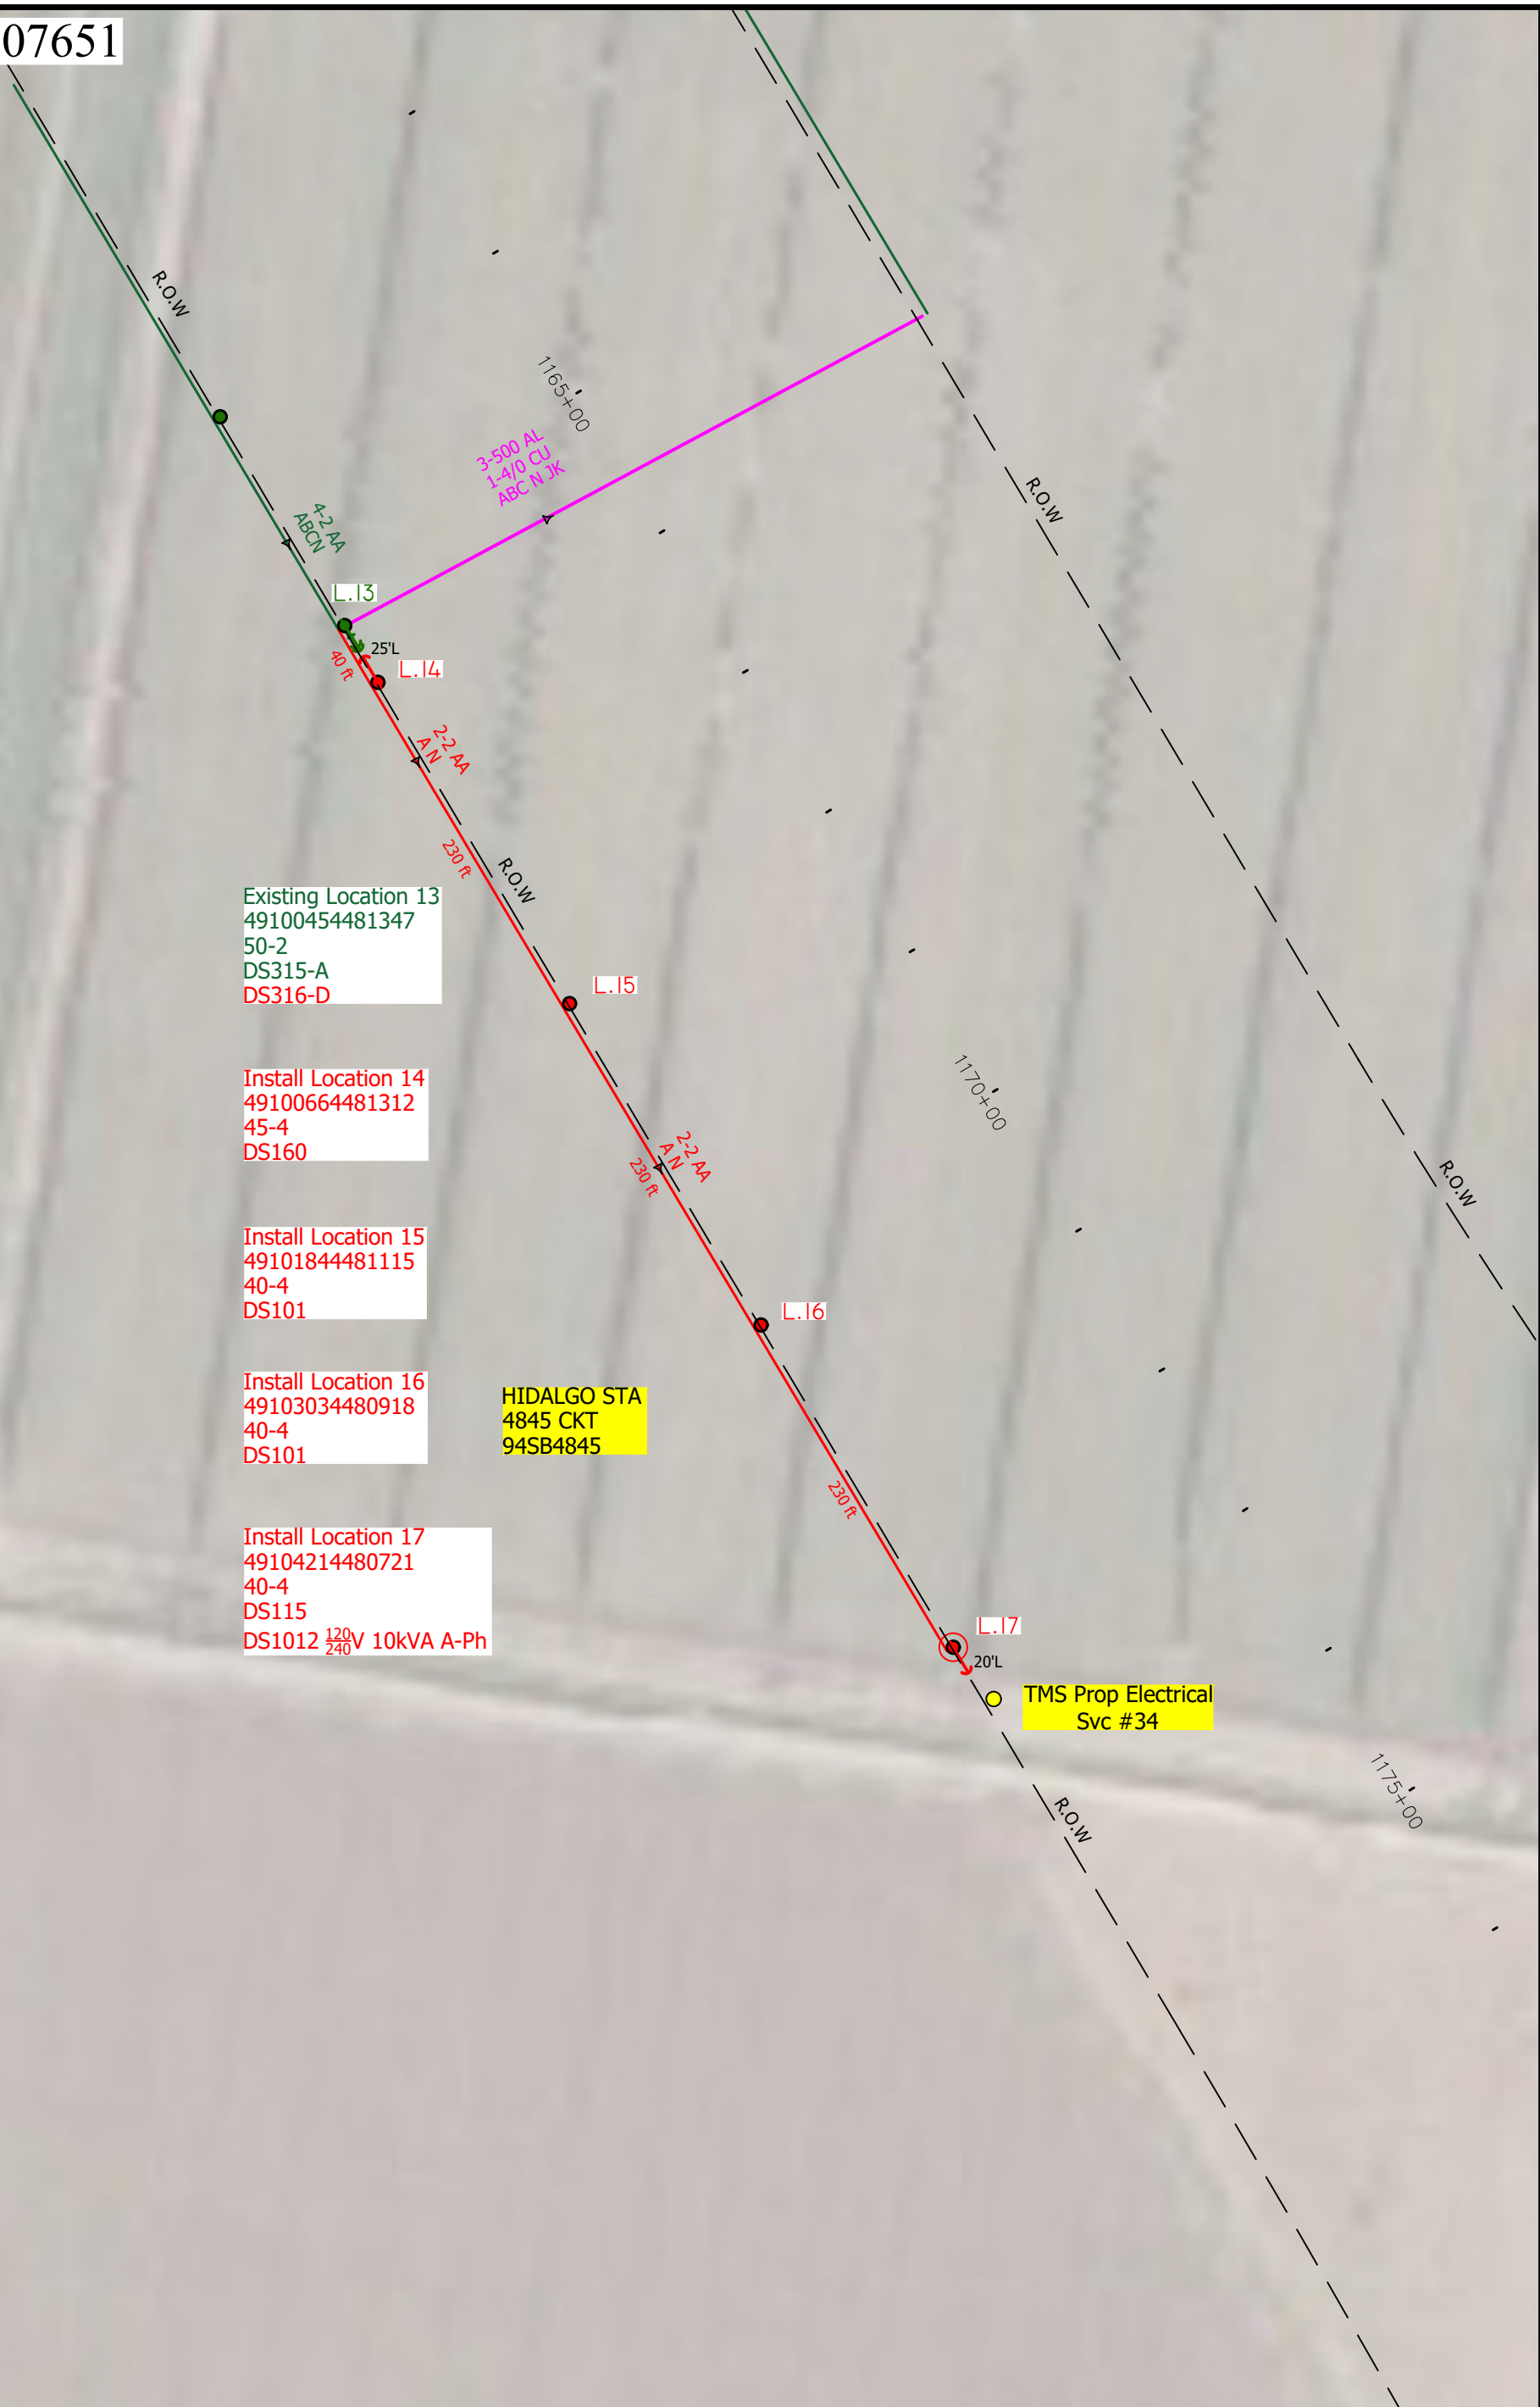 07651
R.O.W
1165+00
3-500 AL
1-4/0 CU
ABC N JK
R.O.W
4-2 AA
ABCN
L.13
25'L
40 ft
L.14
2-2 AA
A N
230 ft
R.O.W
Existing Location 13
49100454481347
50-2
DS315-A
DS316-D
L.15
1170+00
Install Location 14
49100664481312
45-4
DS160
2-2 AA
A N
230 ft
R.O.W
Install Location 15
49101844481115
40-4
DS101
L.16
Install Location 16
49103034480918
40-4
DS101
HIDALGO STA
4845 CKT
94SB4845
230 ft
Install Location 17
49104214480721
40-4
DS115
DS1012 120/240V 10kVA A-Ph
L.17
20'L
TMS Prop Electrical
Svc #34
1175+00
R.O.W